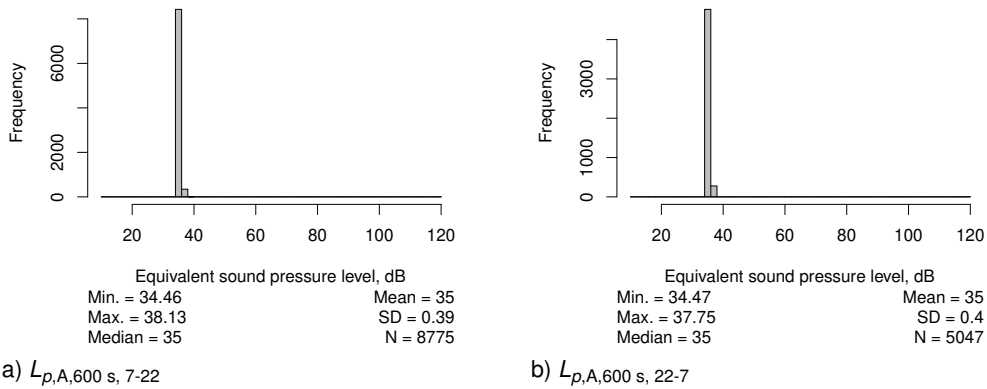 Frequency
0
2000
6000
20 40 60 80 100 120
Equivalent sound pressure level, dB
Min. = 34.46 Mean = 35
Max. = 38.13 SD = 0.39
Median = 35 N = 8775
a) Lp,A,600 s, 7-22
Frequency
0
1000
3000
20 40 60 80 100 120
Equivalent sound pressure level, dB
Min. = 34.47 Mean = 35
Max. = 37.75 SD = 0.4
Median = 35 N = 5047
b) Lp,A,600 s, 22-7